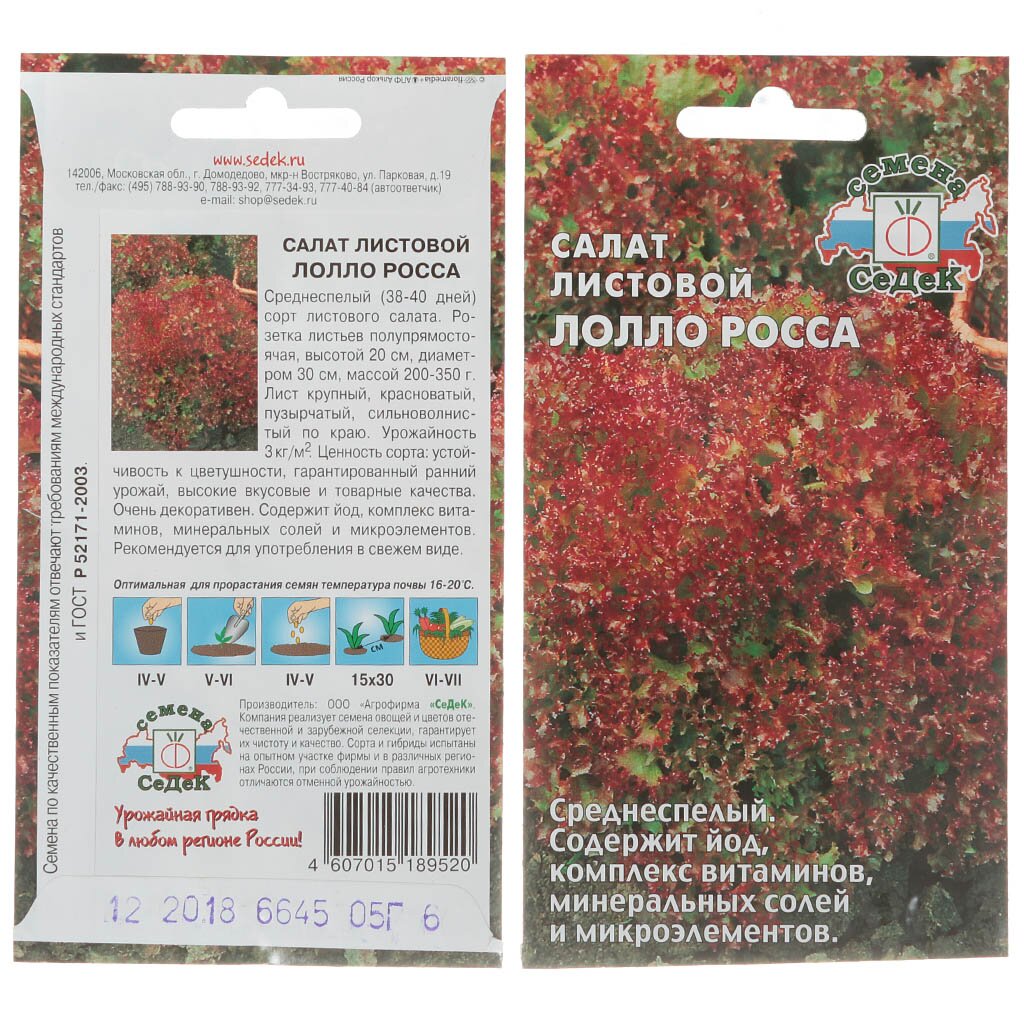 © floramedia + АПФ Алькор Россия
www.sedek.ru
142006, Московская обл., г. Домодедово, мкр-н Востряково, ул. Парковая, д.19
тел./факс: (495) 788-93-90, 788-93-92, 777-34-93, 777-40-84 (автоответчик)
e-mail: shop@sedek.ru
САЛАТ ЛИСТОВОЙ
ЛОЛЛО РОССА
Среднеспелый (38-40 дней)
сорт листового салата. Ро-
зетка листьев полупрямосто-
ячая, высотой 20 см, диамет-
ром 30 см, массой 200-350 г.
Лист крупный, красноватый,
пузырчатый, сильноволнис-
тый по краю. Урожайность
3 кг/м². Ценность сорта: устой-
чивость к цветушности, гарантированный ранний
урожай, высокие вкусовые и товарные качества.
Очень декоративен. Содержит йод, комплекс вита-
минов, минеральных солей и микроэлементов.
Рекомендуется для употребления в свежем виде.
Оптимальная для прорастания семян температура почвы 16-20°С.
см
IV-V V-VI IV-V 15x30 VI-VII
семена
СеДеК
Производитель: ООО «Агрофирма «СеДеК».
Компания реализует семена овощей и цветов оте-
чественной и зарубежной селекции, гарантирует
их чистоту и качество. Сорта и гибриды испытаны
на опытном участке фирмы и в различных регио-
нах России, при соблюдении правил агротехники
отличаются отменной урожайностью.
Урожайная грядка
в любом регионе России!
4 607015 189520
12 2018 6645 05Г 6
Семена по качественным показателям отвечают требованиям международных стандартов
и ГОСТ Р 52171-2003.
семена
СеДеК
®
САЛАТ
ЛИСТОВОЙ
ЛОЛЛО РОССА
Среднеспелый.
Содержит йод,
комплекс витаминов,
минеральных солей
и микроэлементов.